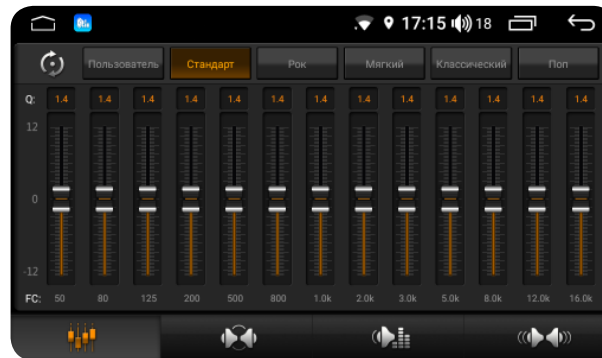 17:15 18
Пользователь Стандарт Рок Мягкий Классический Поп
Q: 1.4 1.4 1.4 1.4 1.4 1.4 1.4 1.4 1.4 1.4 1.4 1.4 1.4
12
0
-12
FC: 50 80 125 200 500 800 1.0k 2.0k 3.0k 5.0k 8.0k 12.0k 16.0k